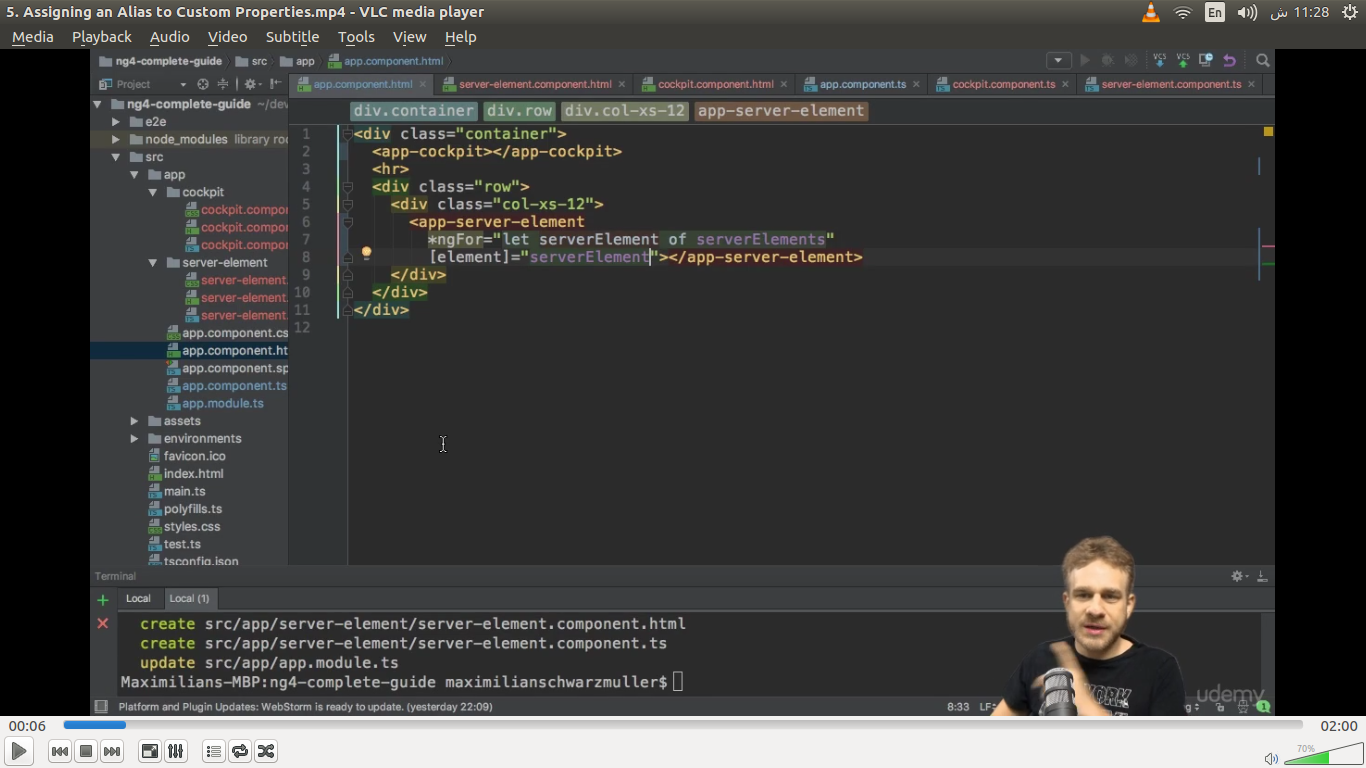 5. Assigning an Alias to Custom Properties.mp4 - VLC media player
En
ش 11:28
Media Playback Audio Video Subtitle Tools View Help
ng4-complete-guide src app app.component.html
Project
app.component.html server-element.component.html cockpit.component.html app.component.ts cockpit.component.ts server-element.component.ts
VCS VCS
ng4-complete-guide ~/dev
e2e
node_modules library roo
src
app
cockpit
cockpit.compor
cockpit.compor
cockpit.compor
server-element
server-element.
server-element.
server-element.
app.component.cs
app.component.ht
app.component.sp
app.component.ts
app.module.ts
assets
environments
favicon.ico
index.html
main.ts
polyfills.ts
styles.css
test.ts
tsconfig.json
div.container div.row div.col-xs-12 app-server-element
1 <div class="container">
2 <app-cockpit></app-cockpit>
3 <hr>
4 <div class="row">
5 <div class="col-xs-12">
6 <app-server-element
7 *ngFor="let serverElement of serverElements"
8 [element]="serverElement"></app-server-element>
9 </div>
10 </div>
11 </div>
12
Terminal
Local Local (1)
create src/app/server-element/server-element.component.html
create src/app/server-element/server-element.component.ts
update src/app/app.module.ts
Maximilians-MBP:ng4-complete-guide maximilianschwarzmuller$
Platform and Plugin Updates: WebStorm is ready to update. (yesterday 22:09)
8:33 LF
udemy
1
00:06 02:00
70%